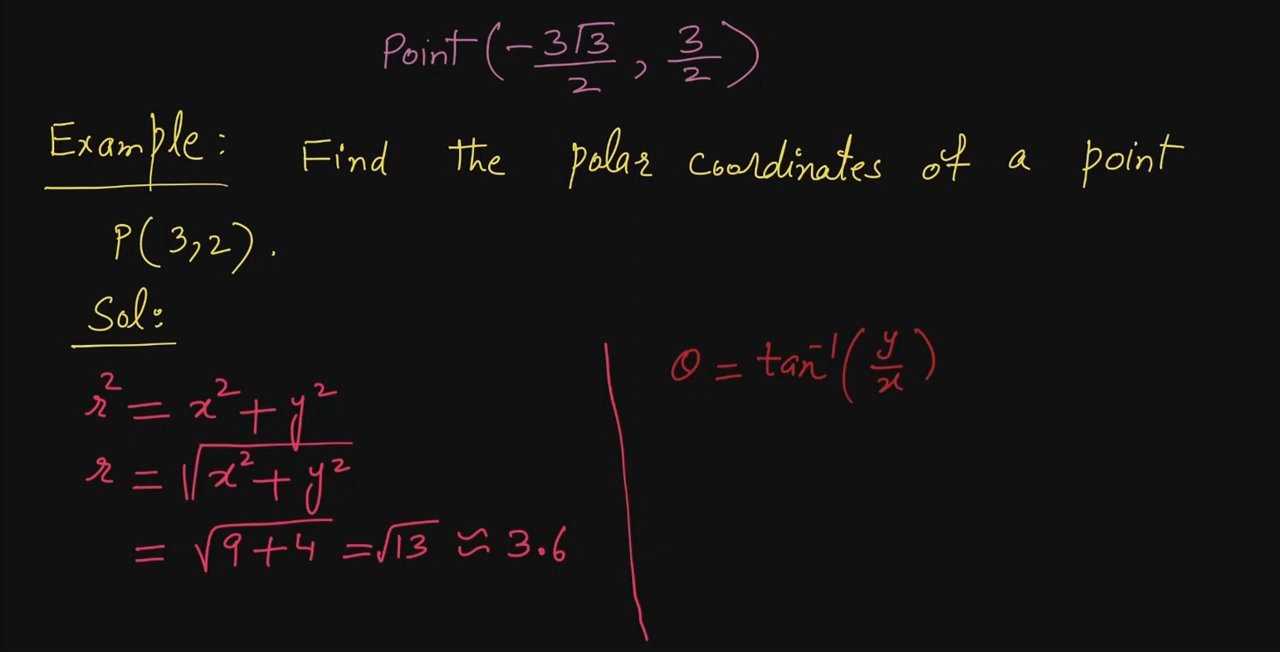 Point(-3√3/2, 3/2)
Example: Find the polar coordinates of a point
P(3,2).
Sol:
r² = x² + y²
r = √(x² + y²)
= √(9+4) = √13 ≈ 3.6
θ = tan⁻¹(y/x)